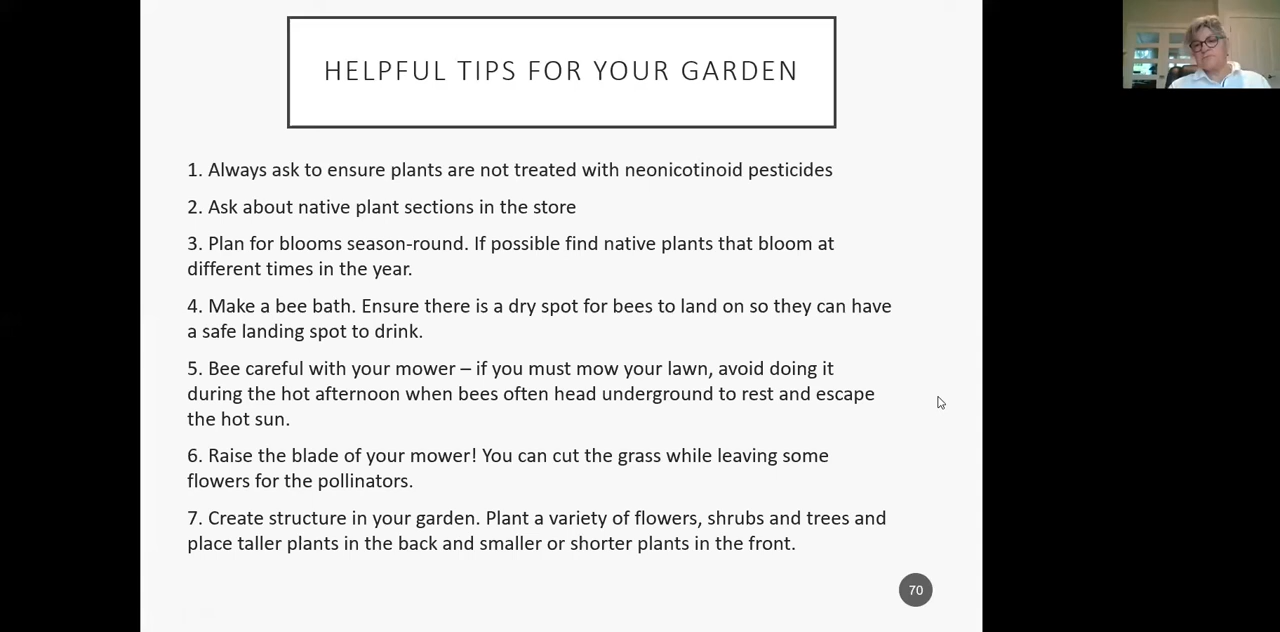 HELPFUL TIPS FOR YOUR GARDEN
1. Always ask to ensure plants are not treated with neonicotinoid pesticides
2. Ask about native plant sections in the store
3. Plan for blooms season-round. If possible find native plants that bloom at
different times in the year.
4. Make a bee bath. Ensure there is a dry spot for bees to land on so they can have
a safe landing spot to drink.
5. Bee careful with your mower – if you must mow your lawn, avoid doing it
during the hot afternoon when bees often head underground to rest and escape
the hot sun.
6. Raise the blade of your mower! You can cut the grass while leaving some
flowers for the pollinators.
7. Create structure in your garden. Plant a variety of flowers, shrubs and trees and
place taller plants in the back and smaller or shorter plants in the front.
70